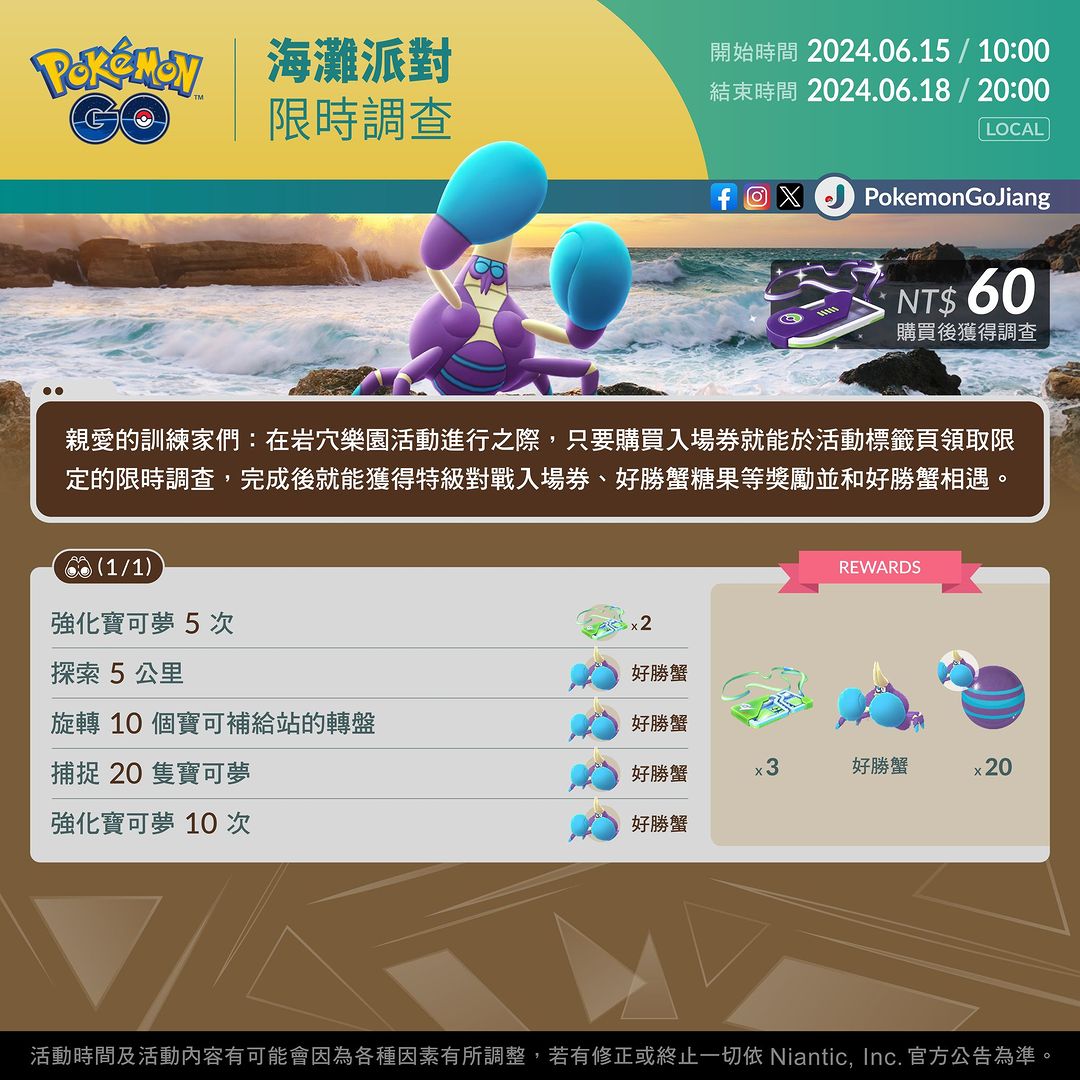 POKÉMON GO
TM
海灘派對
限時調查
開始時間 2024.06.15 / 10:00
結束時間 2024.06.18 / 20:00
LOCAL
PokemonGoJiang
NT$ 60
購買後獲得調查
親愛的訓練家們：在岩穴樂園活動進行之際，只要購買入場券就能於活動標籤頁領取限
定的限時調查，完成後就能獲得特級對戰入場券、好勝蟹糖果等獎勵並和好勝蟹相遇。
(1/1)
強化寶可夢 5 次 x2
探索 5 公里 好勝蟹
旋轉 10 個寶可補給站的轉盤 好勝蟹
捕捉 20 隻寶可夢 好勝蟹
強化寶可夢 10 次 好勝蟹
REWARDS
x3 好勝蟹 x20
活動時間及活動內容有可能會因為各種因素有所調整，若有修正或終止一切依 Niantic, Inc. 官方公告為準。